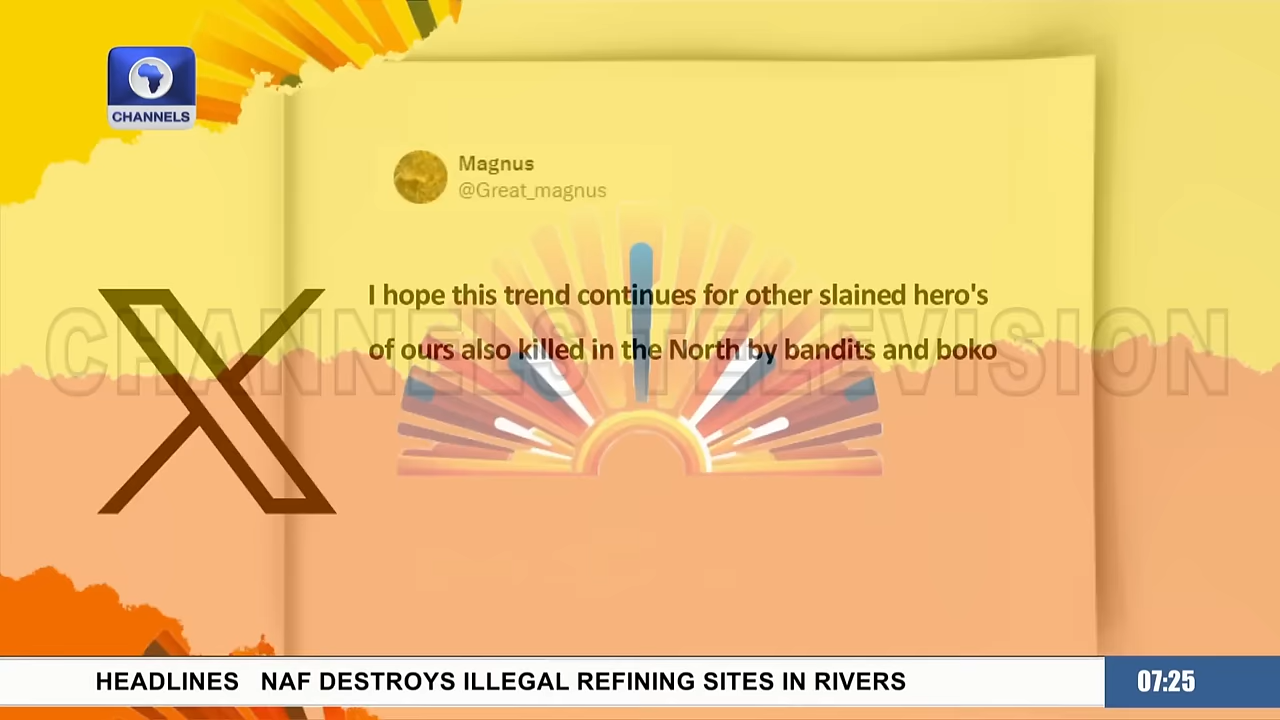 CHANNELS
Magnus
@Great_magnus
I hope this trend continues for other slained hero's
of ours also killed in the North by bandits and boko
CHANNELS TELEVISION
HEADLINES NAF DESTROYS ILLEGAL REFINING SITES IN RIVERS
07:25